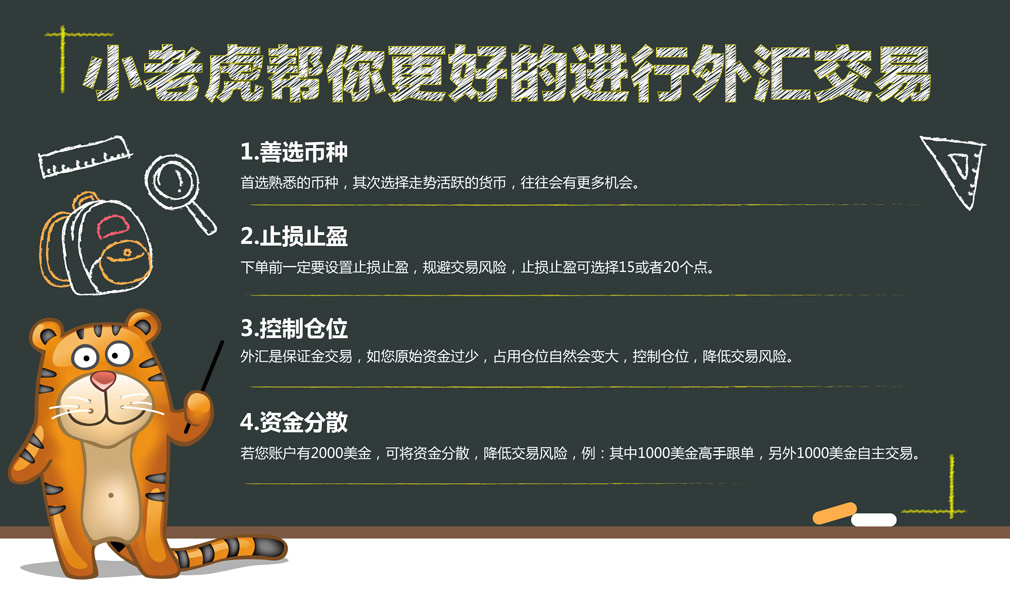 小老虎帮你更好的进行外汇交易
1.善选币种
首选熟悉的币种，其次选择走势活跃的货币，往往会有更多机会。
2.止损止盈
下单前一定要设置止损止盈，规避交易风险，止损止盈可选择15或者20个点。
3.控制仓位
外汇是保证金交易，如您原始资金过少，占用仓位自然会变大，控制仓位，降低交易风险。
4.资金分散
若您账户有2000美金，可将资金分散，降低交易风险，例：其中1000美金高手跟单，另外1000美金自主交易。